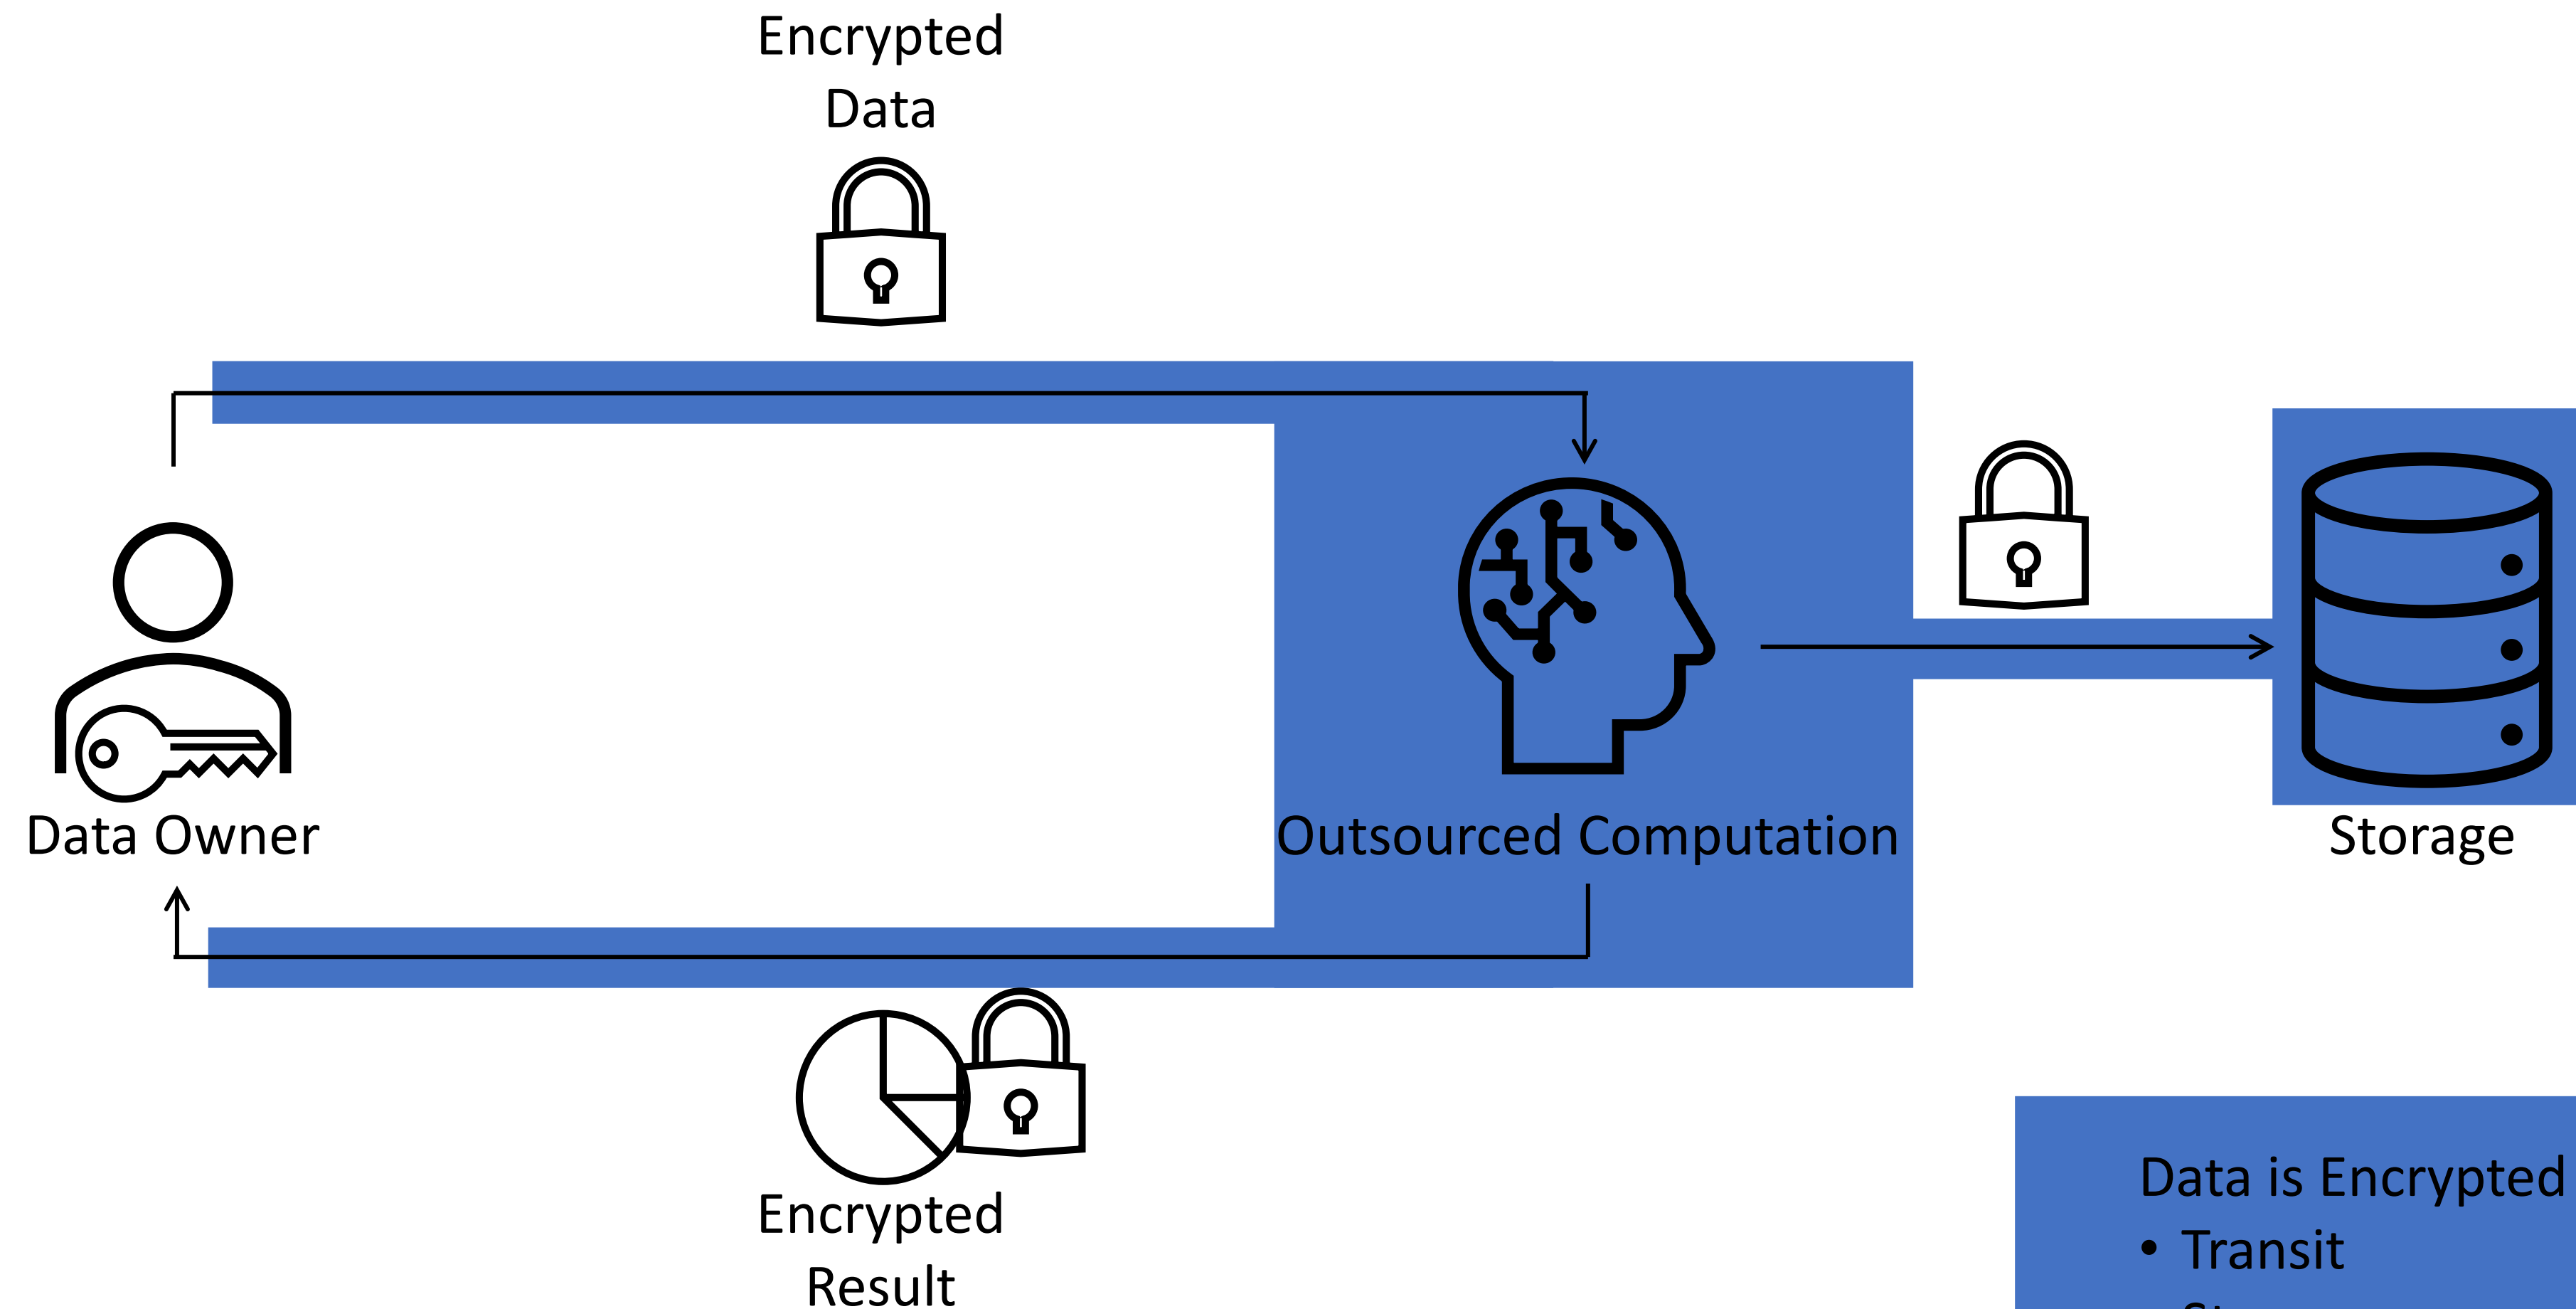 Encrypted
Data
Data Owner
Outsourced Computation
Storage
Encrypted
Result
Data is Encrypted
• Transit